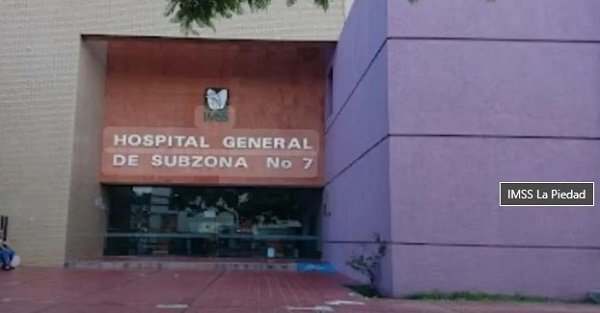 IMSS
HOSPITAL GENERAL
DE SUBZONA No 7
IMSS La Piedad